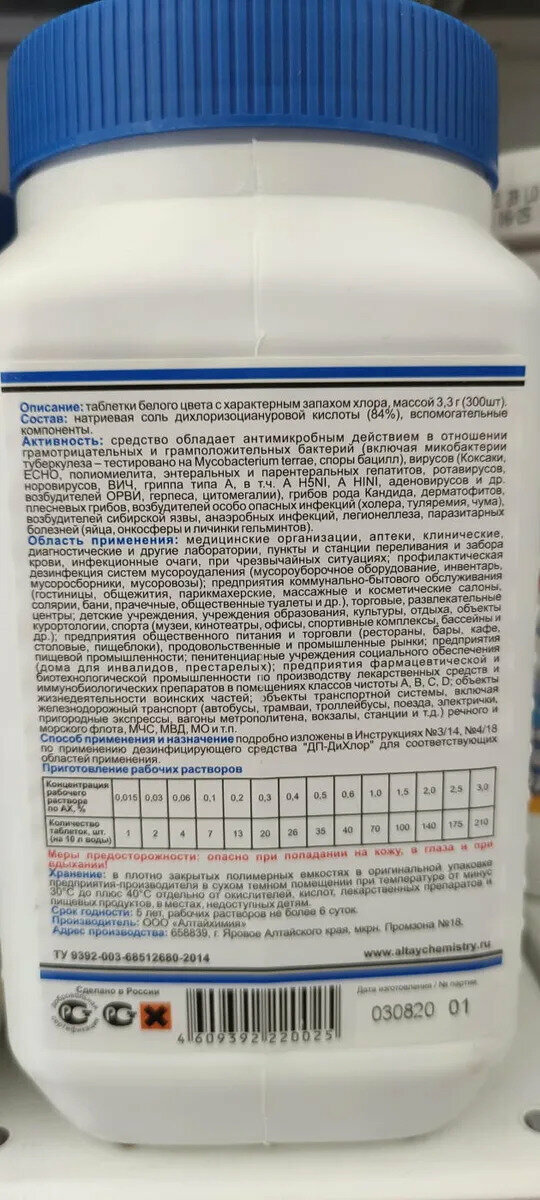 Описание: таблетки белого цвета с характерным запахом хлора, массой 3,3 г (300шт).
Состав: натриевая соль дихлоризоциануровой кислоты (84%), вспомогательные
компоненты.
Активность: средство обладает антимикробным действием в отношении
грамотрицательных и грамположительных бактерий (включая микобактерии
туберкулеза – тестировано на Mycobacterium terrae, споры бацилл), вирусов (Коксаки,
ECHO, полиомиелита, энтеральных и парентеральных гепатитов, ротавирусов,
норовирусов, ВИЧ, гриппа типа А, в т.ч. А H5NI, А HINI, аденовирусов и др.
возбудителей ОРВИ, герпеса, цитомегалии), грибов рода Кандида, дерматофитов,
плесневых грибов, возбудителей особо опасных инфекций (холера, туляремия, чума),
возбудителей сибирской язвы, анаэробных инфекций, легионеллеза, паразитарных
болезней (яйца, онкосферы и личинки гельминтов).
Область применения: медицинские организации, аптеки, клинические,
диагностические и другие лаборатории, пункты и станции переливания и забора
крови, инфекционные очаги, при чрезвычайных ситуациях; профилактическая
дезинфекция систем мусороудаления (мусороуборочное оборудование, инвентарь,
мусоросборники, мусоровозы); предприятия коммунально-бытового обслуживания
(гостиницы, общежития, парикмахерские, массажные и косметические салоны,
солярии, бани, прачечные, общественные туалеты и др.), торговые, развлекательные
центры; детские учреждения, учреждения образования, культуры, отдыха, объекты
курортологии, спорта (музеи, кинотеатры, офисы, спортивные комплексы, бассейны и
др.); предприятия общественного питания и торговли (рестораны, бары, кафе,
столовые, пищеблоки), продовольственные и промышленные рынки; предприятия
пищевой промышленности; пенитенциарные учреждения социального обеспечения
(дома для инвалидов, престарелых); предприятия фармацевтической и
биотехнологической промышленности по производству лекарственных средств и
иммунобиологических препаратов в помещениях классов чистоты А, В, С, D; объекты
жизнедеятельности воинских частей; объекты транспортной системы, включая
железнодорожный транспорт (автобусы, трамваи, троллейбусы, поезда, электрички,
пригородные экспрессы, вагоны метрополитена, вокзалы, станции и т.д.) речного и
морского флота, МЧС, МВД, МО и т.п.
Способ применения и назначение подробно изложены в Инструкциях №3/14, №4/18
по применению дезинфицирующего средства "ДП-ДиХлор" для соответствующих
областей применения.
Приготовление рабочих растворов
Концентрация рабочего раствора по АХ, % 0,015 0,03 0,06 0,1 0,2 0,3 0,4 0,5 0,6 1,0 1,5 2,0 2,5 3,0
Количество таблеток, шт. (на 10 л воды) 1 2 4 7 13 20 26 35 40 70 100 140 175 210
Меры предосторожности: опасно при попадании на кожу, в глаза и при
вдыхании!
Хранение: в плотно закрытых полимерных емкостях в оригинальной упаковке
предприятия-производителя в сухом темном помещении при температуре от минус
30°С до плюс 40°С отдельно от окислителей, кислот, лекарственных препаратов и
пищевых продуктов, в местах, недоступных детям.
Срок годности: 5 лет, рабочих растворов не более 6 суток.
Производитель: ООО «Алтайхимия»
Адрес производства: 658839, г. Яровое Алтайского края, мкрн. Промзона №18.
ТУ 9392-003-68512680-2014
www.altaychemistry.ru
Сделано в России
Дата изготовления / № партии
добровольная сертификация
030820 01
4 609392 220025